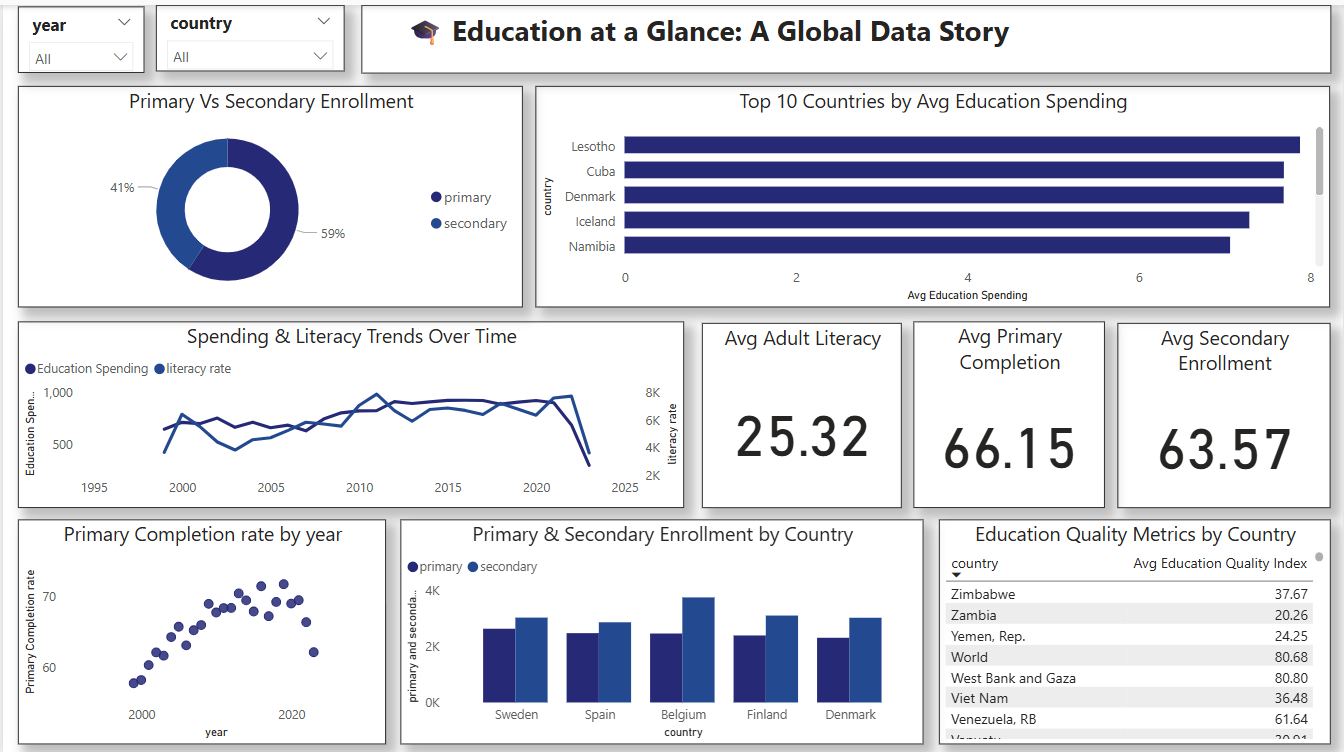 year
All
country
All
🎓 Education at a Glance: A Global Data Story
Primary Vs Secondary Enrollment
41%
59%
primary
secondary
Top 10 Countries by Avg Education Spending
country
Lesotho
Cuba
Denmark
Iceland
Namibia
0 2 4 6 8
Avg Education Spending
Spending & Literacy Trends Over Time
Education Spending literacy rate
Education Spen...
1,000
500
8K
6K
4K
2K
literacy rate
1995 2000 2005 2010 2015 2020 2025
Avg Adult Literacy
25.32
Avg Primary
Completion
66.15
Avg Secondary
Enrollment
63.57
Primary Completion rate by year
Primary Completion rate
70
60
2000 2020
year
Primary & Secondary Enrollment by Country
primary secondary
primary and seconda...
4K
2K
0K
Sweden Spain Belgium Finland Denmark
country
Education Quality Metrics by Country
country Avg Education Quality Index
Zimbabwe 37.67
Zambia 20.26
Yemen, Rep. 24.25
World 80.68
West Bank and Gaza 80.80
Viet Nam 36.48
Venezuela, RB 61.64